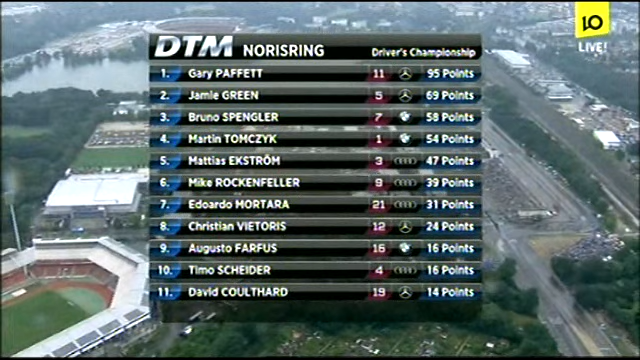 DTM NORISRING Driver's Championship
10
LIVE!
1. Gary PAFFETT 11 95 Points
2. Jamie GREEN 5 69 Points
3. Bruno SPENGLER 7 58 Points
4. Martin TOMCZYK 1 54 Points
5. Mattias EKSTRÖM 3 47 Points
6. Mike ROCKENFELLER 9 39 Points
7. Edoardo MORTARA 21 31 Points
8. Christian VIETORIS 12 24 Points
9. Augusto FARFUS 16 16 Points
10. Timo SCHEIDER 4 16 Points
11. David COULTHARD 19 14 Points